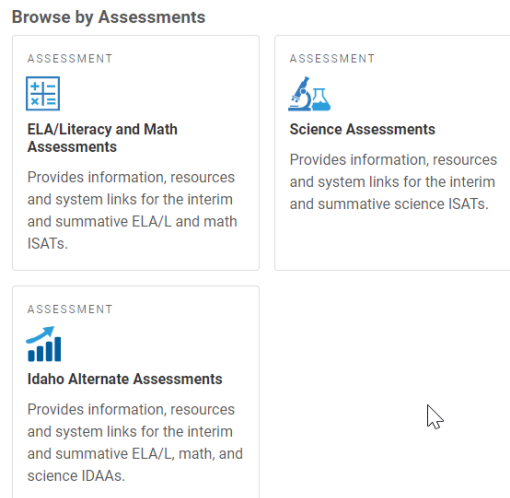 Browse by Assessments
ASSESSMENT
ELA/Literacy and Math
Assessments
Provides information, resources
and system links for the interim
and summative ELA/L and math
ISATs.
ASSESSMENT
Science Assessments
Provides information, resources
and system links for the interim
and summative science ISATs.
ASSESSMENT
Idaho Alternate Assessments
Provides information, resources
and system links for the interim
and summative ELA/L, math, and
science IDAAs.